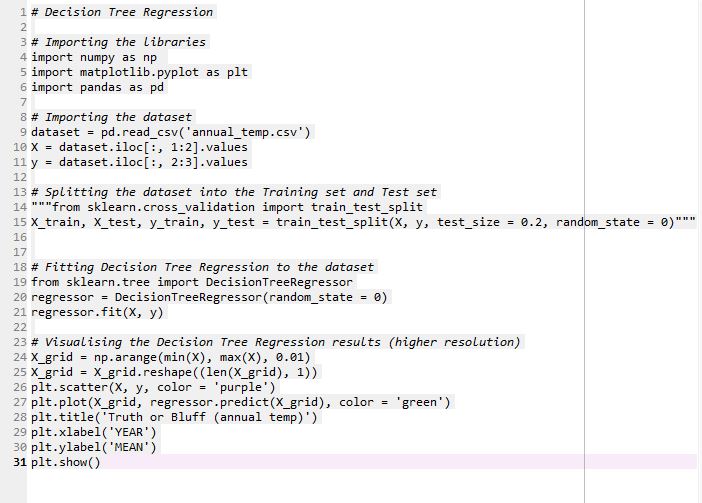 1 # Decision Tree Regression
2
3 # Importing the libraries
4 import numpy as np
5 import matplotlib.pyplot as plt
6 import pandas as pd
7
8 # Importing the dataset
9 dataset = pd.read_csv('annual_temp.csv')
10 X = dataset.iloc[:, 1:2].values
11 y = dataset.iloc[:, 2:3].values
12
13 # Splitting the dataset into the Training set and Test set
14 """from sklearn.cross_validation import train_test_split
15 X_train, X_test, y_train, y_test = train_test_split(X, y, test_size = 0.2, random_state = 0)"""
16
17
18 # Fitting Decision Tree Regression to the dataset
19 from sklearn.tree import DecisionTreeRegressor
20 regressor = DecisionTreeRegressor(random_state = 0)
21 regressor.fit(X, y)
22
23 # Visualising the Decision Tree Regression results (higher resolution)
24 X_grid = np.arange(min(X), max(X), 0.01)
25 X_grid = X_grid.reshape((len(X_grid), 1))
26 plt.scatter(X, y, color = 'purple')
27 plt.plot(X_grid, regressor.predict(X_grid), color = 'green')
28 plt.title('Truth or Bluff (annual temp)')
29 plt.xlabel('YEAR')
30 plt.ylabel('MEAN')
31 plt.show()